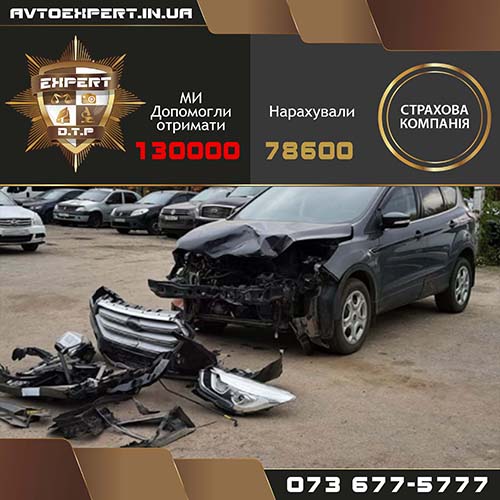 AVTOEXPERT.IN.UA
EXPERT
D.T.P
МИ
Допомогли
отримати
130000
Нарахували
78600
СТРАХОВА
КОМПАНІЯ
073 677-5777